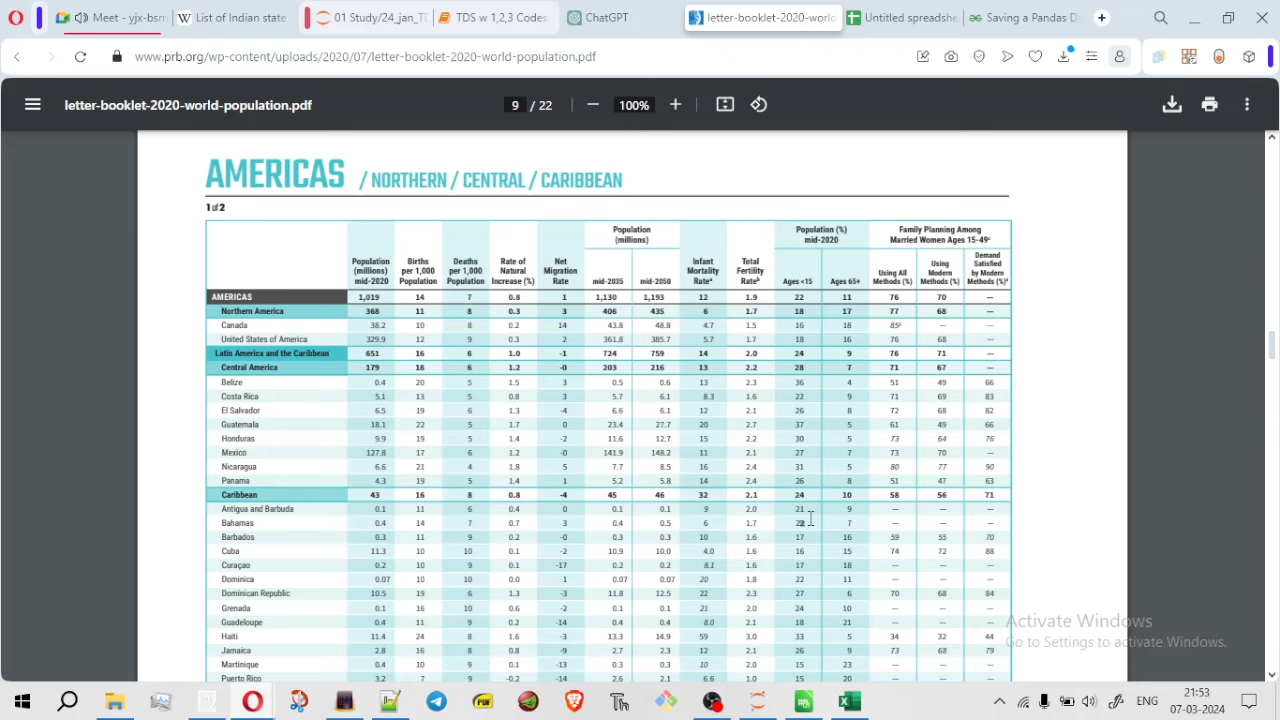 Meet - yjx-bsm
List of sovereig
01 Study/24_jan_TD
TDS w 1,2,3 Codes
ChatGPT
letter-booklet-2020-world
Untitled spreadshe
Saving a Pandas Da
www.prb.org/wp-content/uploads/2020/07/letter-booklet-2020-world-population.pdf
letter-booklet-2020-world-population.pdf
9 / 22
100%
AMERICAS / NORTHERN / CENTRAL / CARIBBEAN
1 of 2
Population (millions) mid-2020 Births per 1,000 Population Deaths per 1,000 Population Rate of Natural Increase (%) Net Migration Rate Population (millions) mid-2035 mid-2050 Infant Mortality Rateª Total Fertility Rateᵇ Population (%) mid-2020 Ages <15 Ages 65+ Family Planning Among Married Women Ages 15-49ᶜ Using All Methods (%) Using Modern Methods (%) Demand Satisfied by Modern Methods (%)ᵈ
AMERICAS 1,019 14 7 0.8 1 1,130 1,193 12 1.9 22 11 76 70 —
Northern America 368 11 8 0.3 3 406 435 6 1.7 18 17 77 68 —
Canada 38.2 10 8 0.2 14 43.8 48.8 4.7 1.5 16 18 85ᵍ — —
United States of America 329.9 12 9 0.3 2 361.8 385.7 5.7 1.7 18 16 76 68 —
Latin America and the Caribbean 651 16 6 1.0 -1 724 759 14 2.0 24 9 76 71 —
Central America 179 18 6 1.2 -0 203 216 13 2.2 28 7 71 67 —
Belize 0.4 20 5 1.5 3 0.5 0.6 13 2.3 36 4 51 49 66
Costa Rica 5.1 13 5 0.8 3 5.7 6.1 8.3 1.6 22 9 71 69 83
El Salvador 6.5 19 6 1.3 -4 6.6 6.1 12 2.1 26 8 72 68 82
Guatemala 18.1 22 5 1.7 0 23.4 27.7 20 2.7 37 5 61 49 66
Honduras 9.9 19 5 1.4 -2 11.6 12.7 15 2.2 30 5 73 64 76
Mexico 127.8 17 6 1.2 -0 141.9 148.2 11 2.1 27 7 73 70 —
Nicaragua 6.6 21 4 1.8 5 7.7 8.5 16 2.4 31 5 80 77 90
Panama 4.3 19 5 1.4 1 5.2 5.8 14 2.4 26 8 51 47 63
Caribbean 43 16 8 0.8 -4 45 46 32 2.1 24 10 58 56 71
Antigua and Barbuda 0.1 11 6 0.4 0 0.1 0.1 9 2.0 21 9 — — —
Bahamas 0.4 14 7 0.7 3 0.4 0.5 6 1.7 22 7 — — —
Barbados 0.3 11 9 0.2 -0 0.3 0.3 10 1.6 17 16 59 55 70
Cuba 11.3 10 10 0.1 -2 10.9 10.0 4.0 1.6 16 15 74 72 88
Curaçao 0.2 10 9 0.1 -17 0.2 0.2 8.1 1.6 17 18 — — —
Dominica 0.07 10 10 0.0 1 0.07 0.07 20 1.8 22 11 — — —
Dominican Republic 10.5 19 6 1.3 -3 11.8 12.5 22 2.3 27 6 70 68 84
Grenada 0.1 16 10 0.6 -2 0.1 0.1 21 2.0 24 10 — — —
Guadeloupe 0.4 11 9 0.2 -14 0.4 0.4 8.0 2.1 18 21 — — —
Haiti 11.4 24 8 1.6 -3 13.3 14.9 59 3.0 33 5 34 32 44
Jamaica 2.8 16 8 0.8 -9 2.7 2.3 12 2.1 26 9 73 68 79
Martinique 0.4 10 9 0.1 -13 0.3 0.3 10 2.0 15 23 — — —
Puerto Rico 3.2 7 9 -0.2 14 2.6 2.1 6.6 1.0 15 20 — — —
Activate Windows
Go to Settings to activate Windows.
ENG
21:53
07-03-2024